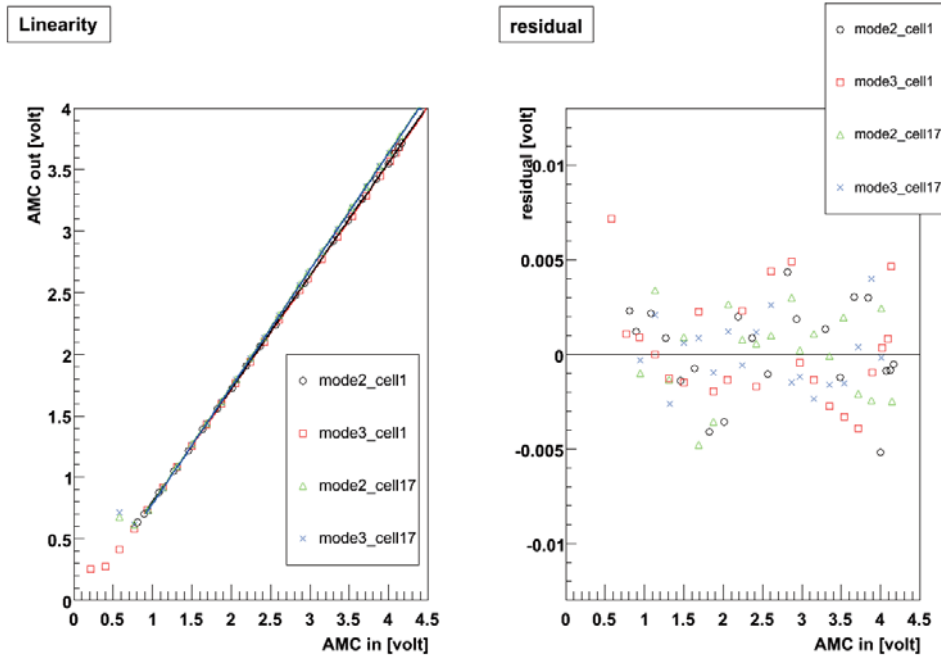 Linearity
AMC out [volt]
4
3.5
3
2.5
2
1.5
1
0.5
0
0 0.5 1 1.5 2 2.5 3 3.5 4 4.5
AMC in [volt]
mode2_cell1
mode3_cell1
mode2_cell17
mode3_cell17
residual
residual [volt]
0.01
0.005
0
-0.005
-0.01
0 0.5 1 1.5 2 2.5 3 3.5 4 4.5
AMC in [volt]
mode2_cell1
mode3_cell1
mode2_cell17
mode3_cell17